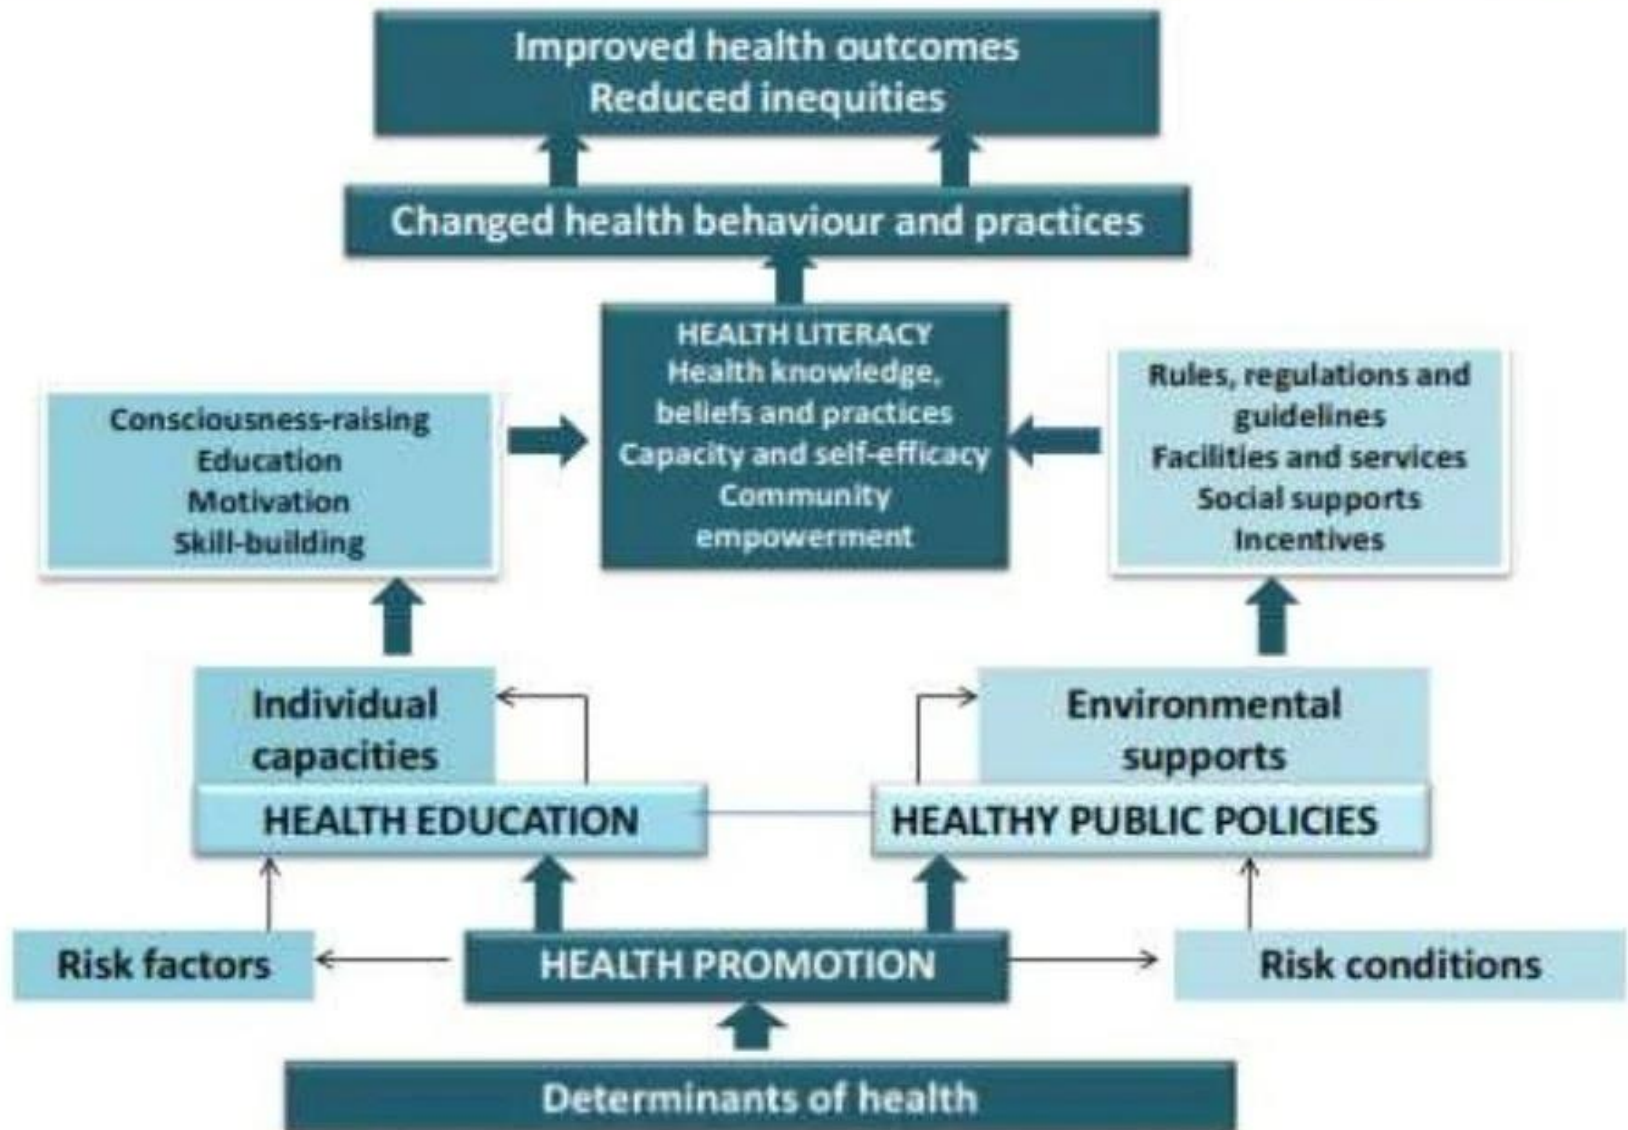 Improved health outcomes
Reduced inequities
Changed health behaviour and practices
HEALTH LITERACY
Health knowledge,
beliefs and practices
Capacity and self-efficacy
Community
empowerment
Rules, regulations and
guidelines
Facilities and services
Social supports
Incentives
Consciousness-raising
Education
Motivation
Skill-building
Individual
capacities
Environmental
supports
HEALTH EDUCATION
HEALTHY PUBLIC POLICIES
Risk factors
HEALTH PROMOTION
Risk conditions
Determinants of health